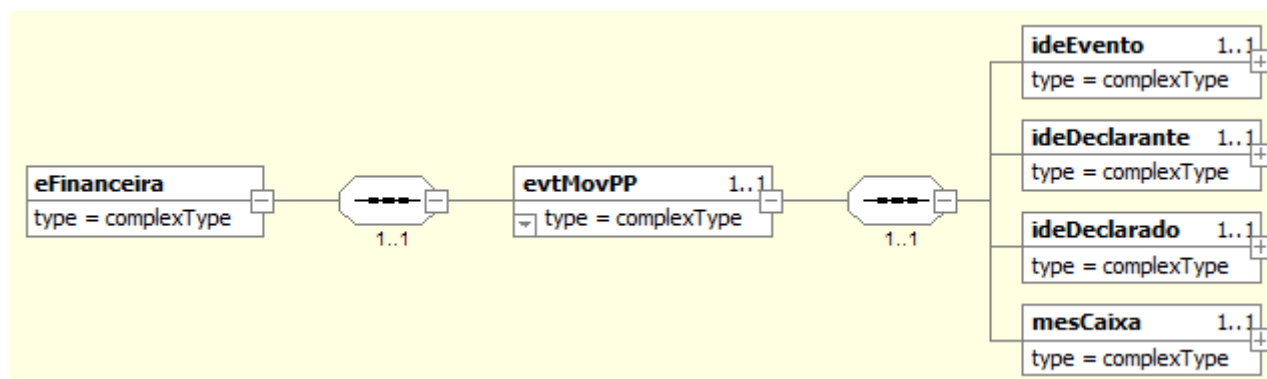 ideEvento 1..1
type = complexType
ideDeclarante 1..1
type = complexType
eFinanceira
type = complexType
1..1
evtMovPP 1..1
type = complexType
1..1
ideDeclarado 1..1
type = complexType
mesCaixa 1..1
type = complexType